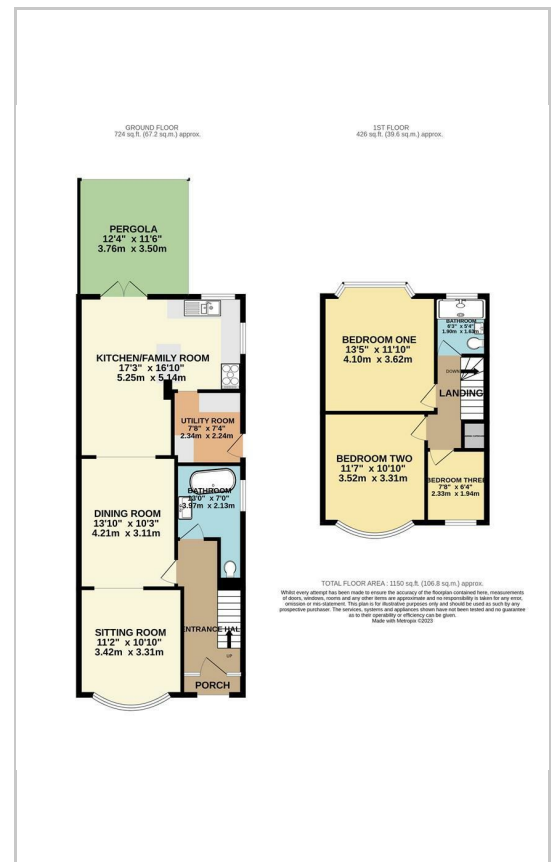 GROUND FLOOR
724 sq.ft. (67.2 sq.m.) approx.
PERGOLA
12'4" x 11'6"
3.76m x 3.50m
KITCHEN/FAMILY ROOM
17'3" x 16'10"
5.25m x 5.14m
UTILITY ROOM
7'8" x 7'4"
2.34m x 2.24m
BATHROOM
13'0" x 7'0"
3.97m x 2.13m
DINING ROOM
13'10" x 10'3"
4.21m x 3.11m
SITTING ROOM
11'2" x 10'10"
3.42m x 3.31m
ENTRANCE HALL
UP
PORCH
1ST FLOOR
426 sq.ft. (39.6 sq.m.) approx.
BEDROOM ONE
13'5" x 11'10"
4.10m x 3.62m
BATHROOM
6'3" x 5'4"
1.90m x
DOWN
LANDING
BEDROOM TWO
11'7" x 10'10"
3.52m x 3.31m
BEDROOM THREE
7'8" x 6'4"
2.33m x 1.94m
TOTAL FLOOR AREA : 1150 sq.ft. (106.8 sq.m.) approx.
Whilst every attempt has been made to ensure the accuracy of the floorplan contained here, measurements
of doors, windows, rooms and any other items are approximate and no responsibility is taken for any error,
omission or mis-statement. This plan is for illustrative purposes only and should be used as such by any
prospective purchaser. The services, systems and appliances shown have not been tested and no guarantee
as to their operability or efficiency can be given.
Made with Metropix ©2023